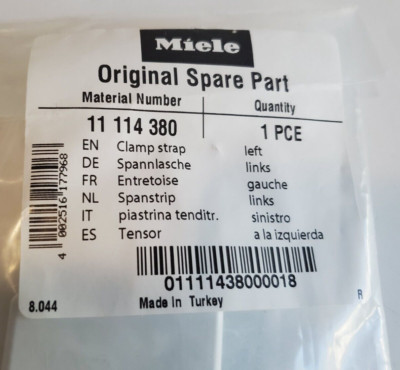 Miele
Original Spare Part
Material Number Quantity
11 114 380 1 PCE
EN Clamp strap left
DE Spannlasche links
FR Entretoise gauche
NL Spanstrip links
IT piastrina tenditr. sinistro
ES Tensor a la izquierda
4 002516 177968
01111438000018
8.044 Made in Turkey R